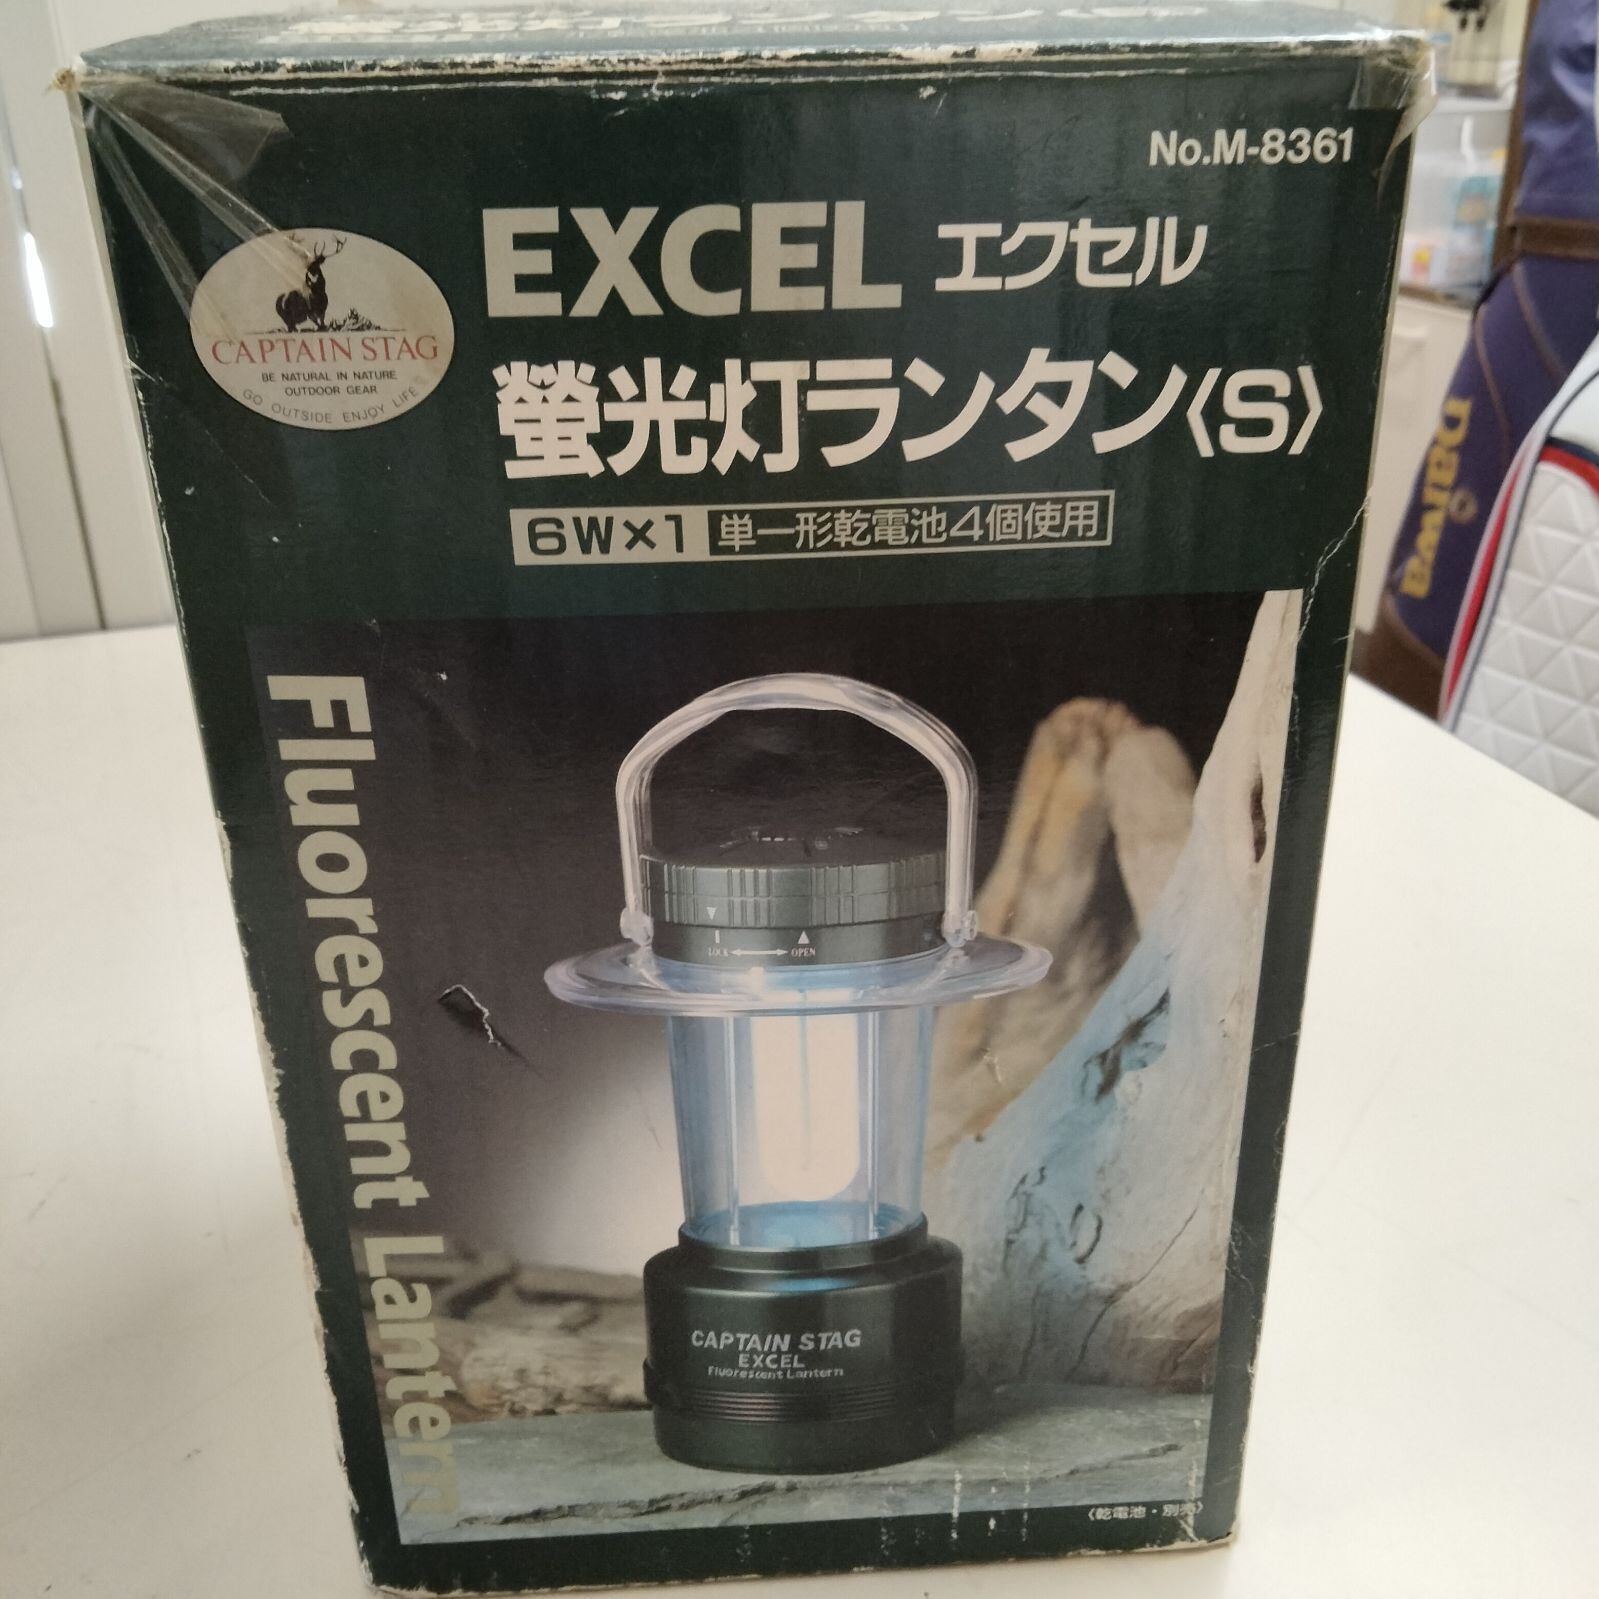 No.M-8361
EXCEL エクセル
CAPTAIN STAG
BE NATURAL IN NATURE
OUTDOOR GEAR
GO OUTSIDE ENJOY LIFE
螢光灯ランタン〈S〉
6W×1 単一形乾電池4個使用
Fluorescent Lantern
LOCK OPEN
CAPTAIN STAG
EXCEL
Fluorescent Lantern
〈乾電池・別売〉
Daiwa